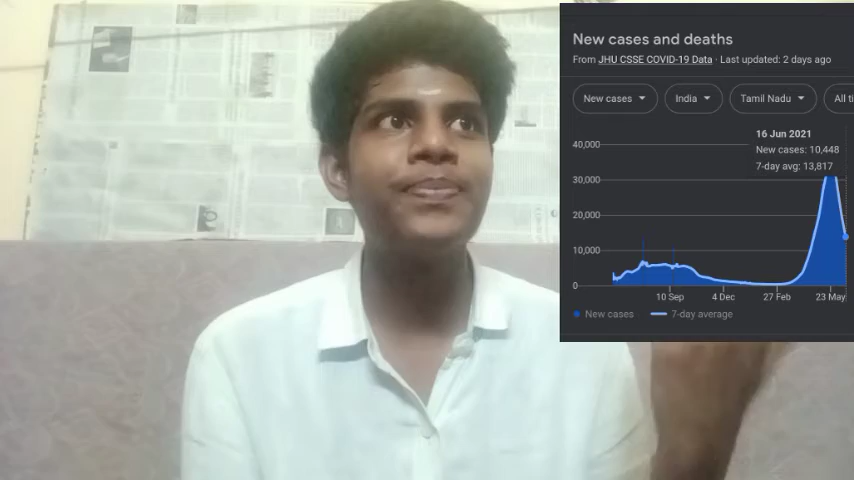 New cases and deaths
From JHU CSSE COVID-19 Data · Last updated: 2 days ago
New cases India Tamil Nadu All ti
16 Jun 2021
New cases: 10,448
7-day avg: 13,817
40,000
30,000
20,000
10,000
0
10 Sep 4 Dec 27 Feb 23 May
New cases 7-day average